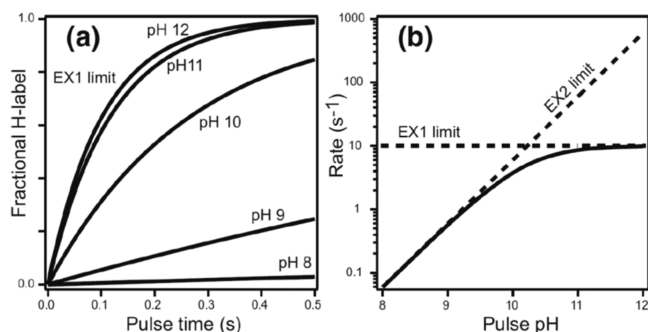 (a)
pH 12
pH11
EX1 limit
pH 10
pH 9
pH 8
Fractional H-label
1.0
0.0
0.0 0.1 0.2 0.3 0.4 0.5
Pulse time (s)
(b)
EX2 limit
EX1 limit
Rate (s⁻¹)
1000
100
10
1
0.1
8 9 10 11 12
Pulse pH